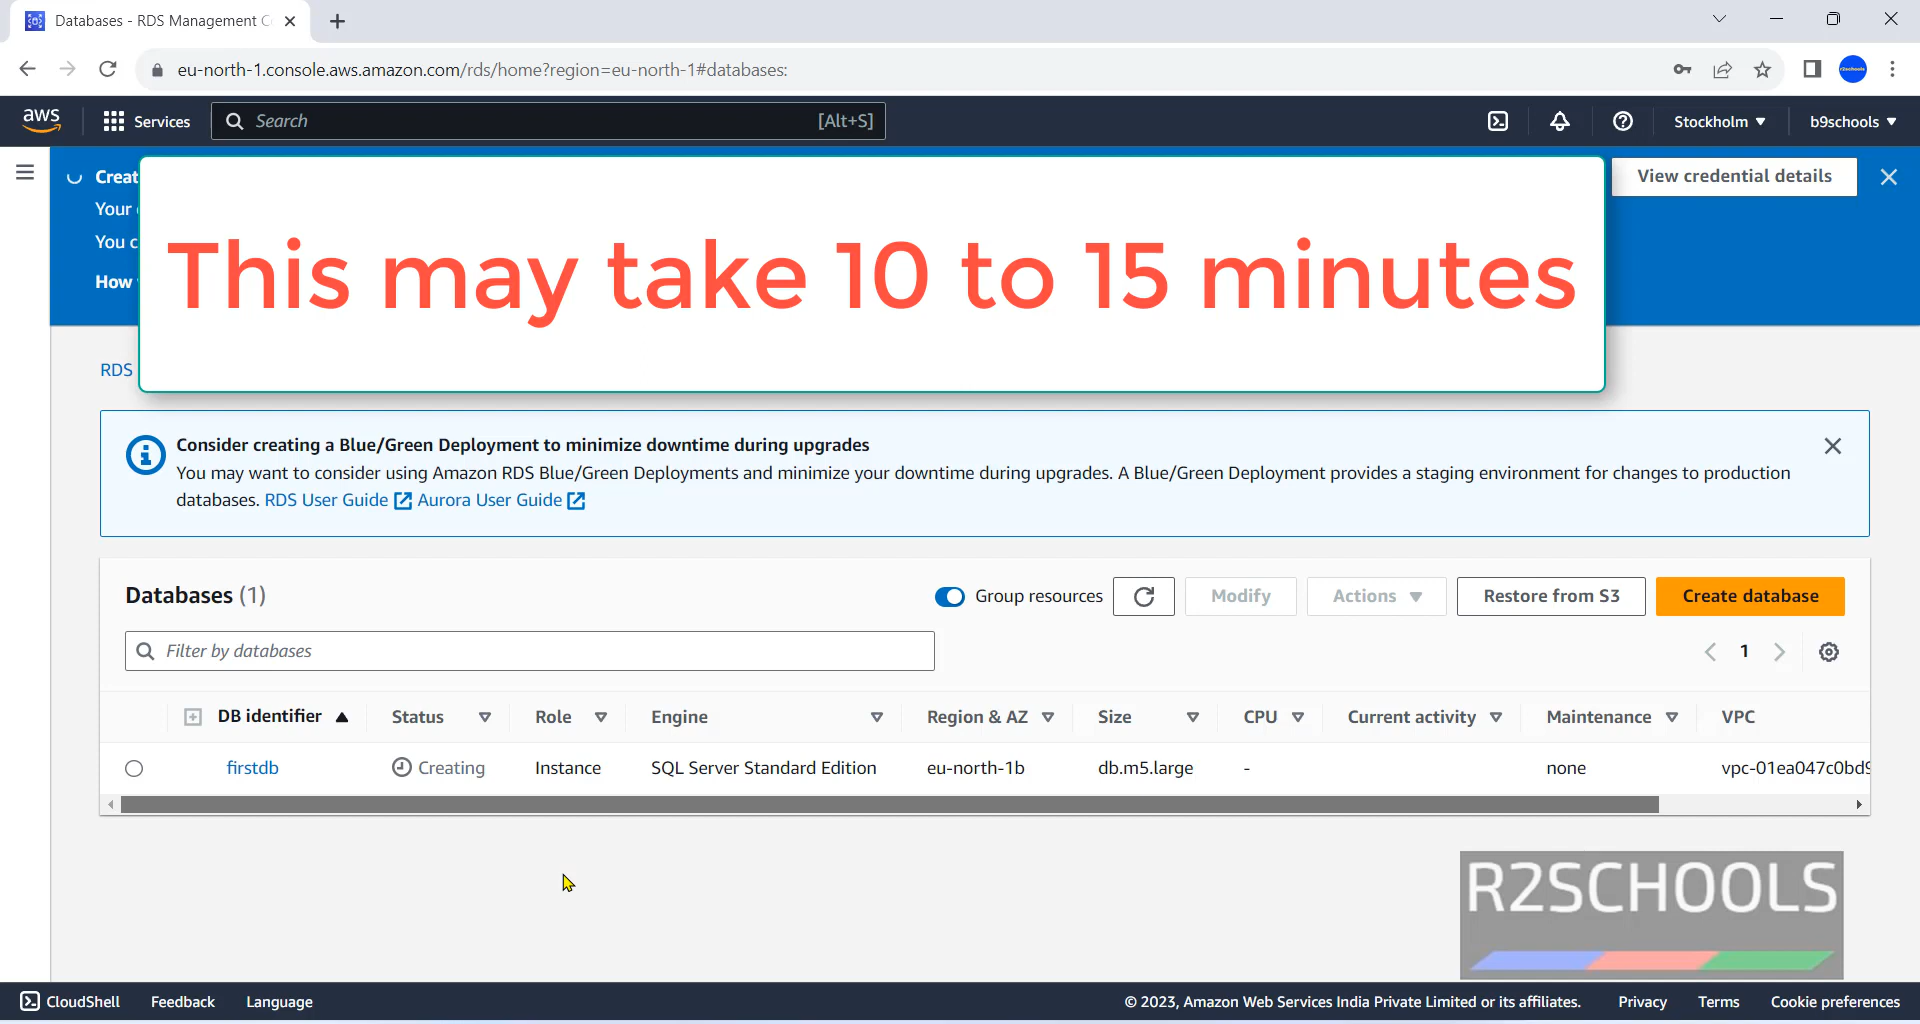 Databases - RDS Management C
eu-north-1.console.aws.amazon.com/rds/home?region=eu-north-1#databases:
aws
Services
Search
[Alt+S]
Stockholm
b9schools
Creat
View credential details
Your
You c
How
This may take 10 to 15 minutes
RDS
Consider creating a Blue/Green Deployment to minimize downtime during upgrades
You may want to consider using Amazon RDS Blue/Green Deployments and minimize your downtime during upgrades. A Blue/Green Deployment provides a staging environment for changes to production
databases. RDS User Guide Aurora User Guide
Databases (1)
Group resources
Modify
Actions
Restore from S3
Create database
Filter by databases
1
DB identifier Status Role Engine Region & AZ Size CPU Current activity Maintenance VPC
firstdb Creating Instance SQL Server Standard Edition eu-north-1b db.m5.large - none vpc-01ea047c0bd9
R2SCHOOLS
CloudShell Feedback Language © 2023, Amazon Web Services India Private Limited or its affiliates. Privacy Terms Cookie preferences